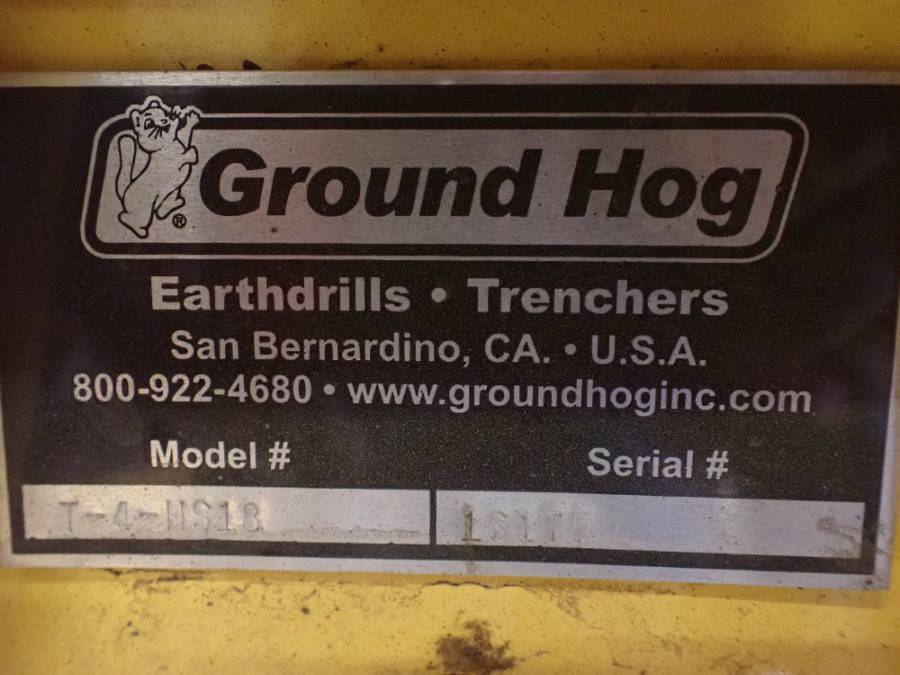 Ground Hog
®
Earthdrills • Trenchers
San Bernardino, CA. • U.S.A.
800-922-4680 • www.groundhoginc.com
Model # Serial #
T-4-HS18